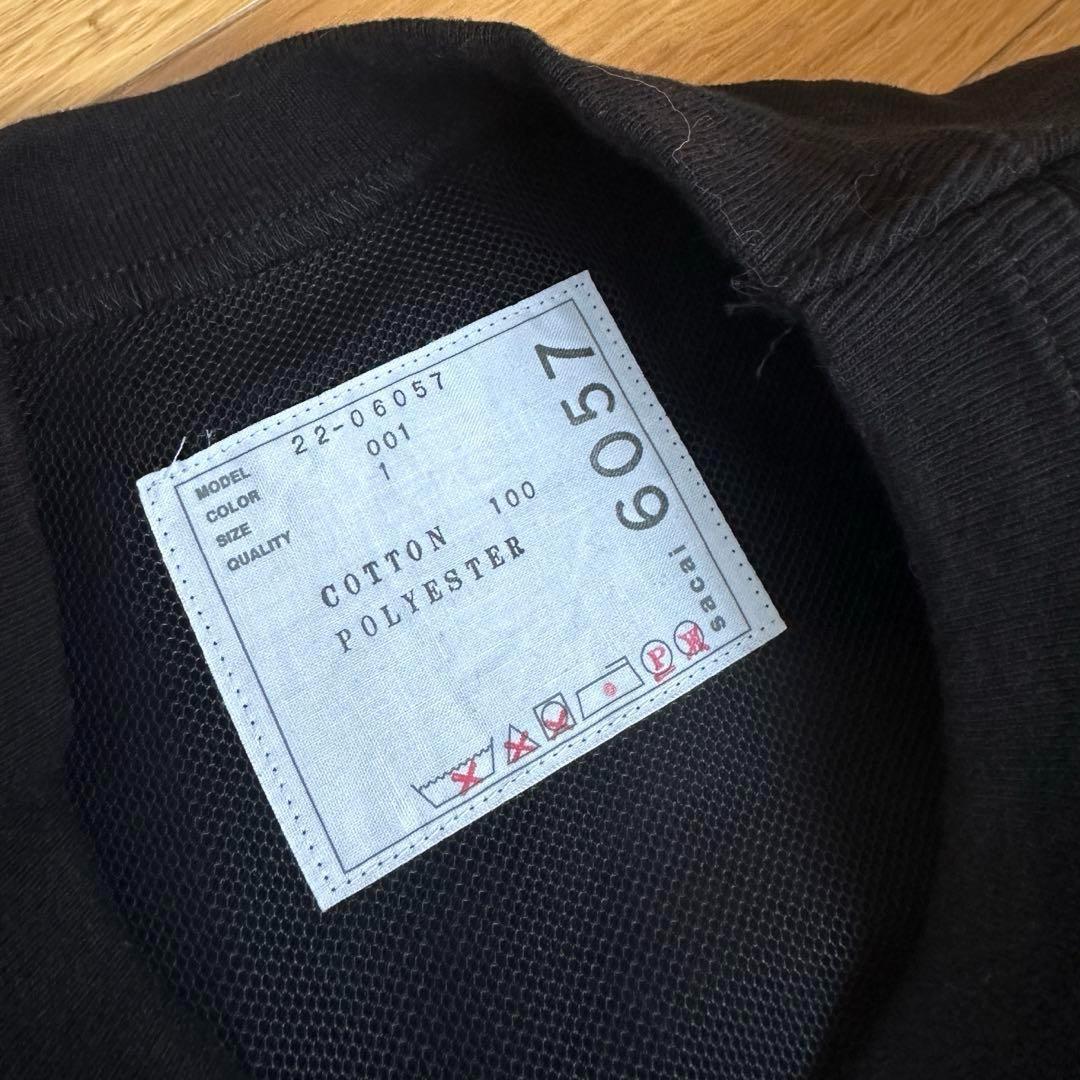 MODEL 22-06057
COLOR 001
SIZE 1
QUALITY
COTTON 100
POLYESTER
6057
sacai
P
W